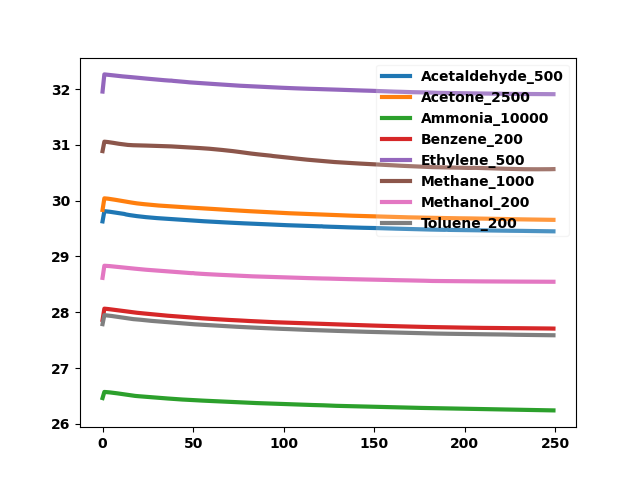 32
31
30
29
28
27
26
0 50 100 150 200 250
Acetaldehyde_500
Acetone_2500
Ammonia_10000
Benzene_200
Ethylene_500
Methane_1000
Methanol_200
Toluene_200